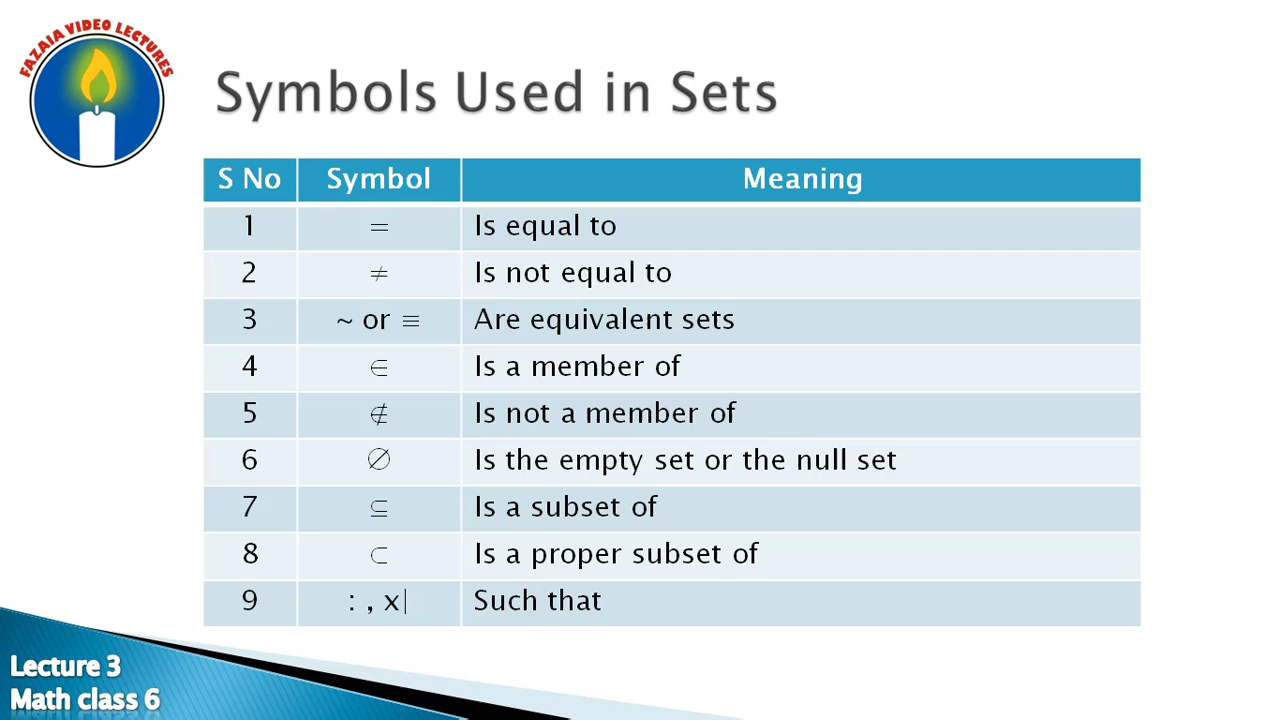 FAZAIA VIDEO LECTURES
Symbols Used in Sets
S No Symbol Meaning
1 = Is equal to
2 ≠ Is not equal to
3 ~ or ≡ Are equivalent sets
4 ∈ Is a member of
5 ∉ Is not a member of
6 ∅ Is the empty set or the null set
7 ⊆ Is a subset of
8 ⊂ Is a proper subset of
9 : , x| Such that
Lecture 3
Math class 6